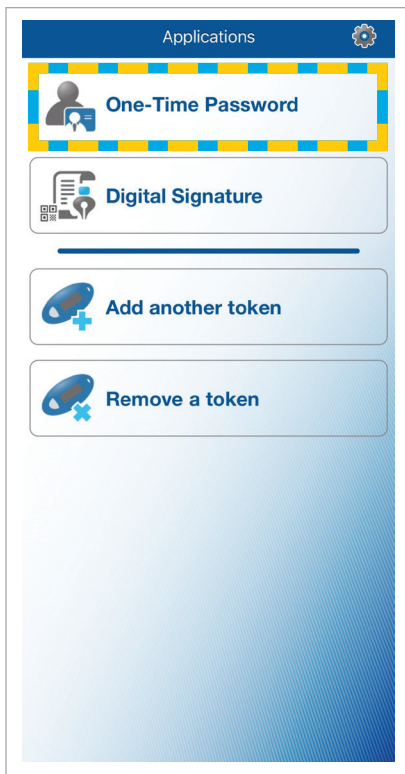 Applications
One-Time Password
Digital Signature
Add another token
Remove a token